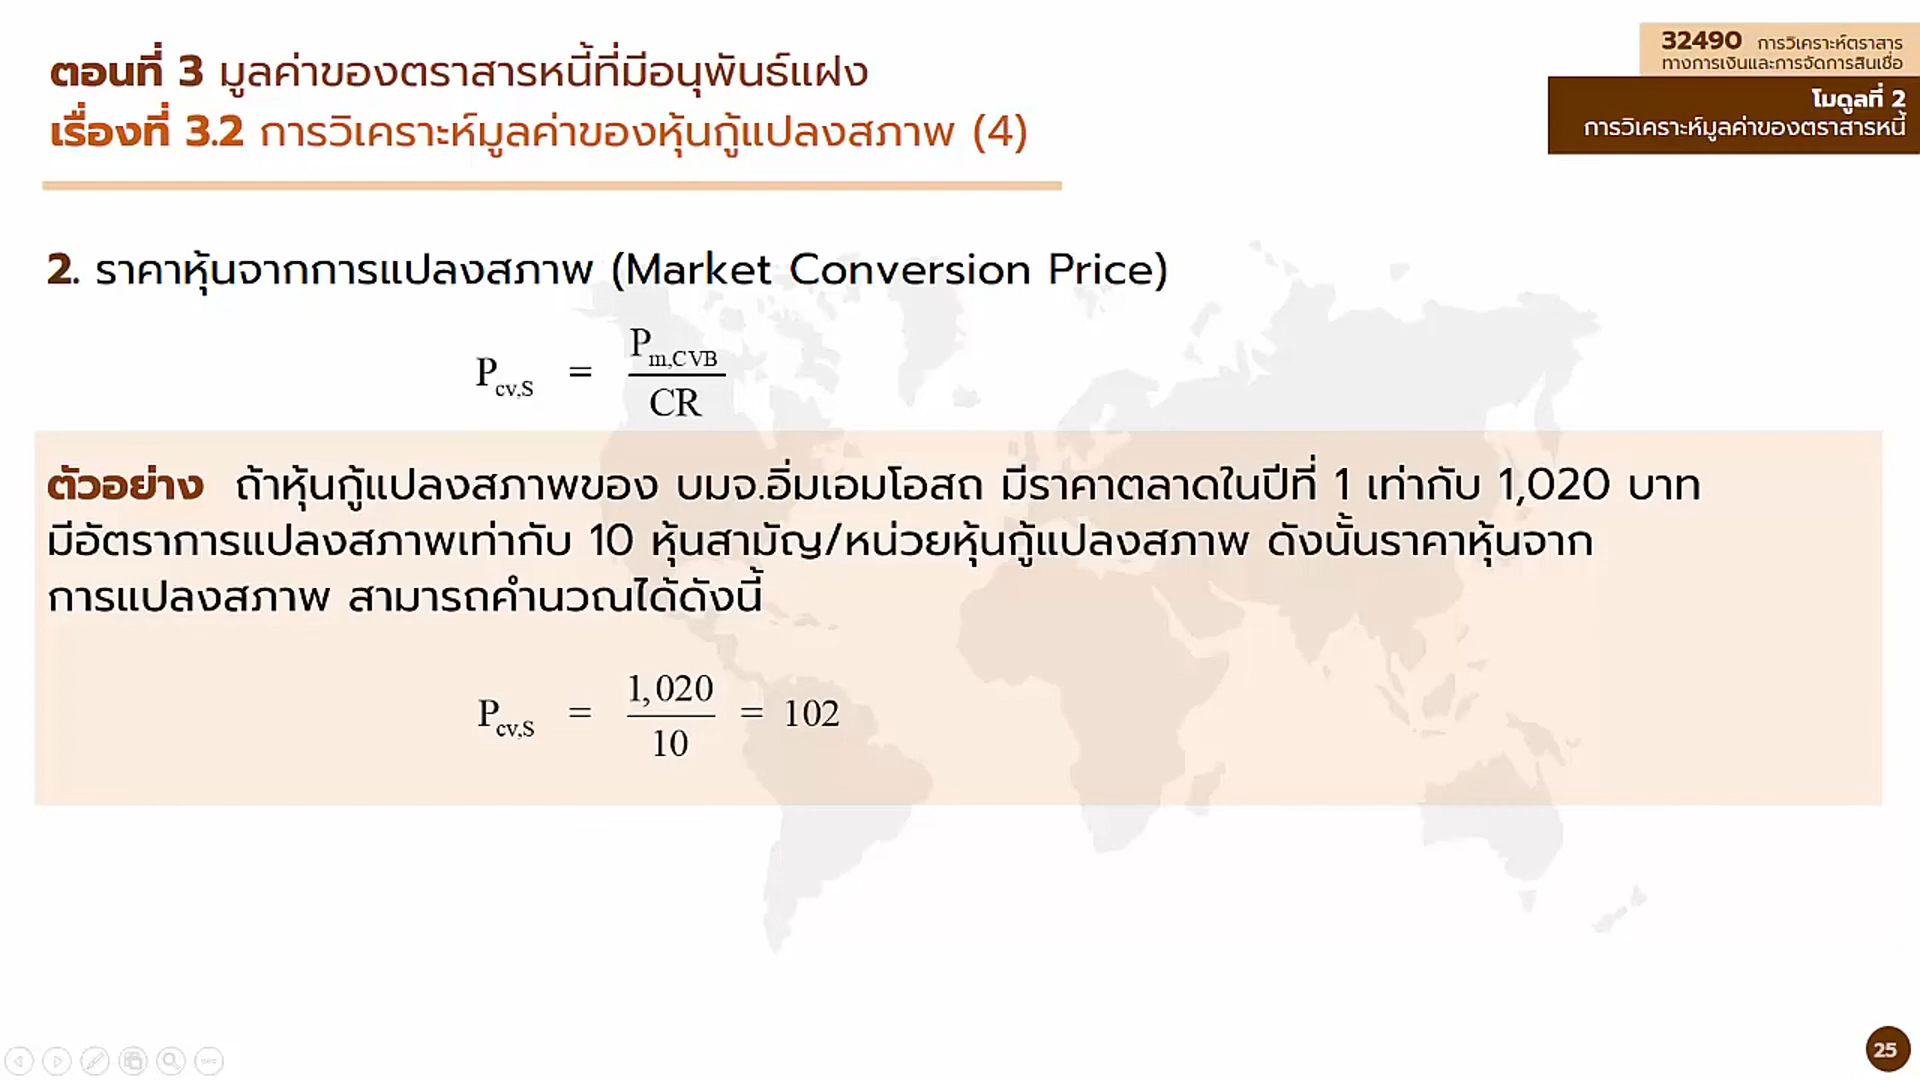 ตอนที่ 3 มูลค่าของตราสารหนี้ที่มีอนุพันธ์แฝง
เรื่องที่ 3.2 การวิเคราะห์มูลค่าของหุ้นกู้แปลงสภาพ (4)
32490 การวิเคราะห์ตราสาร
ทางการเงินและการจัดการสินเชื่อ
โมดูลที่ 2
การวิเคราะห์มูลค่าของตราสารหนี้
2. ราคาหุ้นจากการแปลงสภาพ (Market Conversion Price)
P_cv,S = P_m,CVB / CR
ตัวอย่าง ถ้าหุ้นกู้แปลงสภาพของ บมจ.อิ่มเอมโอสถ มีราคาตลาดในปีที่ 1 เท่ากับ 1,020 บาท
มีอัตราการแปลงสภาพเท่ากับ 10 หุ้นสามัญ/หน่วยหุ้นกู้แปลงสภาพ ดังนั้นราคาหุ้นจาก
การแปลงสภาพ สามารถคำนวณได้ดังนี้
P_cv,S = 1,020 / 10 = 102
25